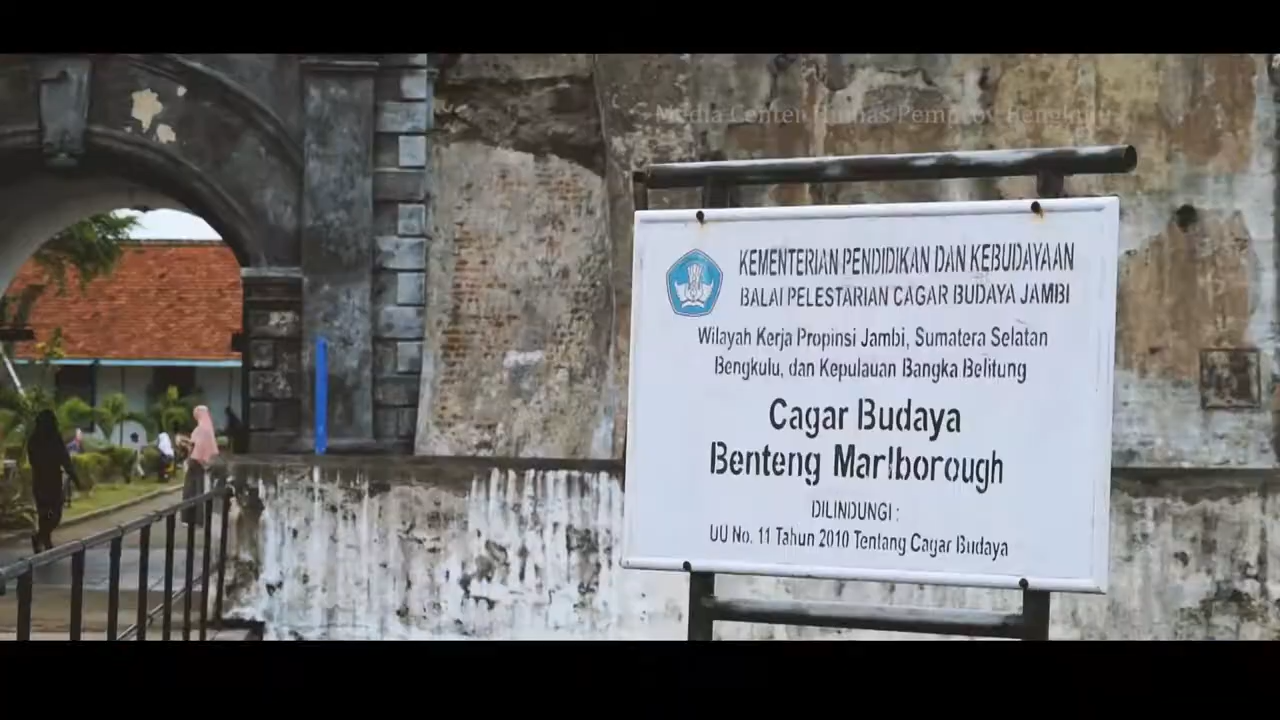 Media Center Humas Pemprov Bengkulu
KEMENTERIAN PENDIDIKAN DAN KEBUDAYAAN
BALAI PELESTARIAN CAGAR BUDAYA JAMBI
Wilayah Kerja Propinsi Jambi, Sumatera Selatan
Bengkulu, dan Kepulauan Bangka Belitung
Cagar Budaya
Benteng Marlborough
DILINDUNGI :
UU No. 11 Tahun 2010 Tentang Cagar Budaya